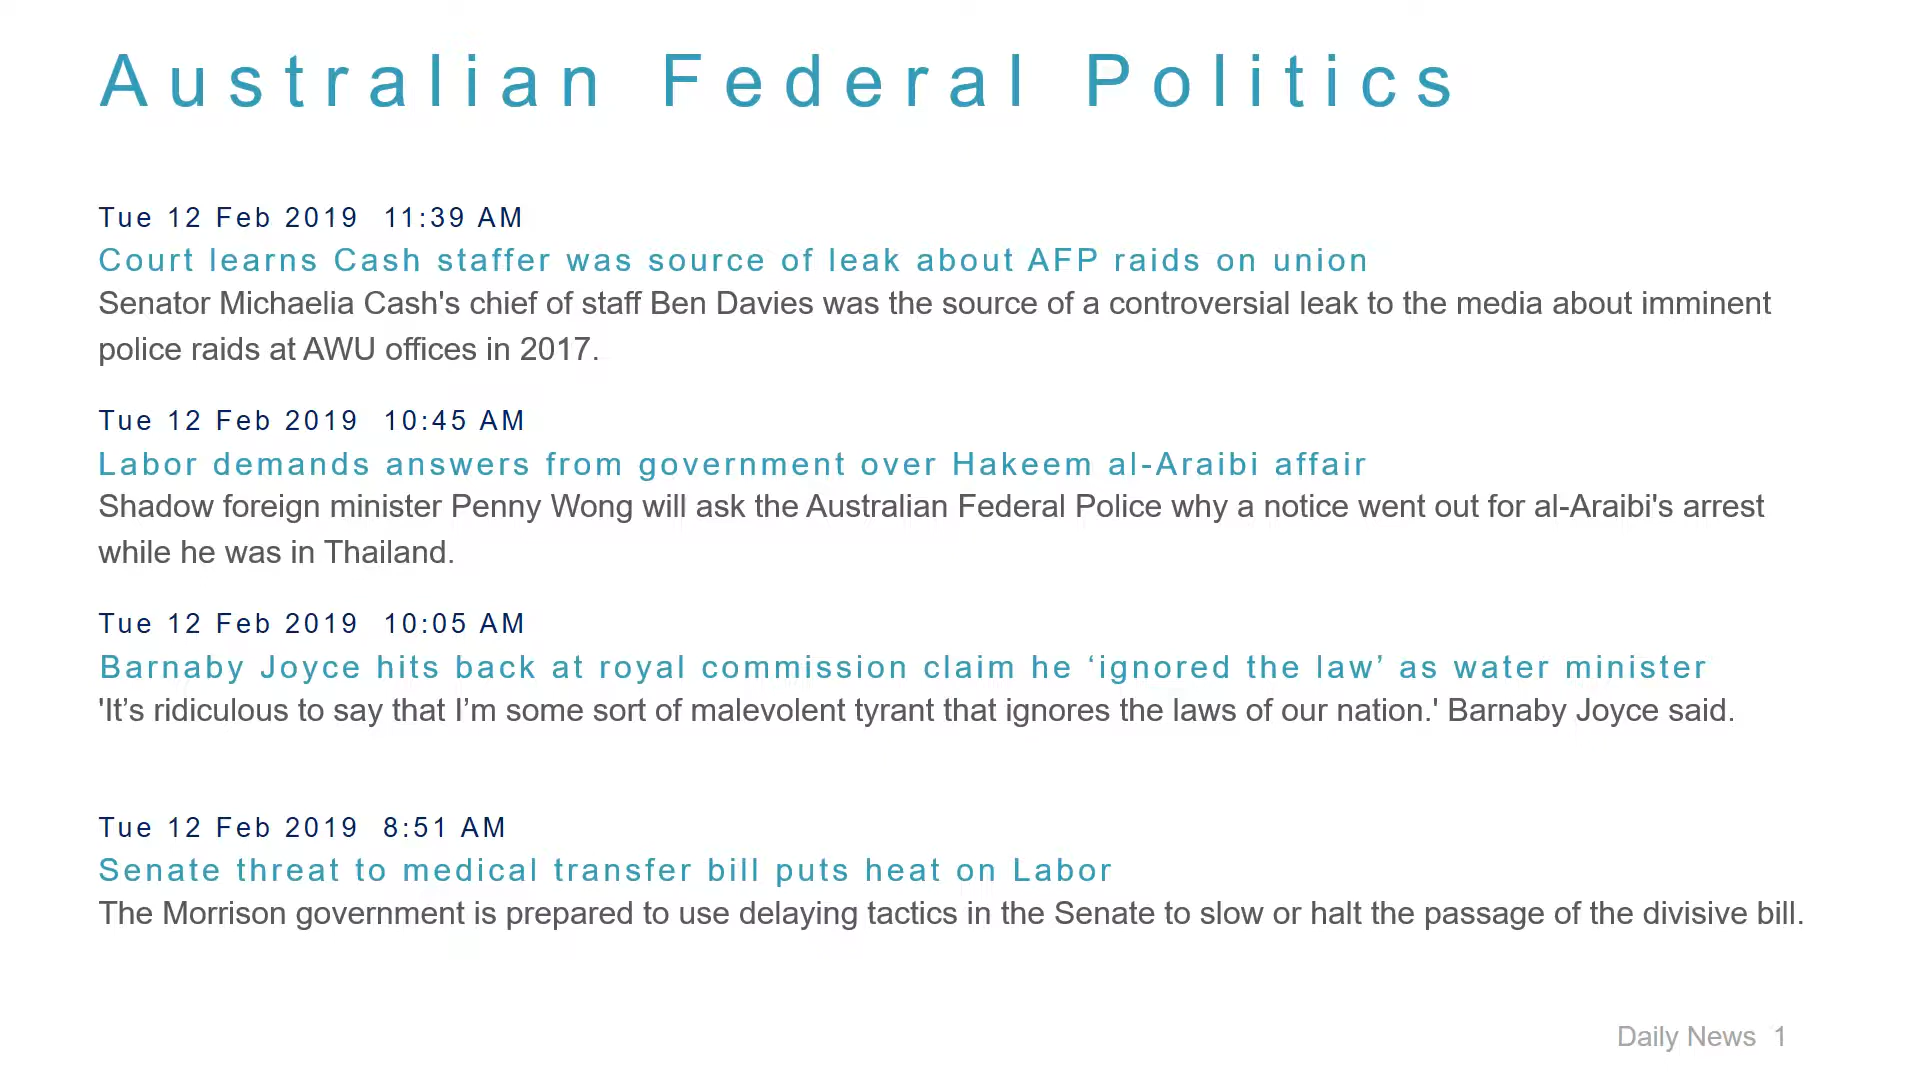 Australian Federal Politics
Tue 12 Feb 2019 11:39 AM
Court learns Cash staffer was source of leak about AFP raids on union
Senator Michaelia Cash's chief of staff Ben Davies was the source of a controversial leak to the media about imminent
police raids at AWU offices in 2017.
Tue 12 Feb 2019 10:45 AM
Labor demands answers from government over Hakeem al-Araibi affair
Shadow foreign minister Penny Wong will ask the Australian Federal Police why a notice went out for al-Araibi's arrest
while he was in Thailand.
Tue 12 Feb 2019 10:05 AM
Barnaby Joyce hits back at royal commission claim he ‘ignored the law’ as water minister
'It’s ridiculous to say that I’m some sort of malevolent tyrant that ignores the laws of our nation.' Barnaby Joyce said.
Tue 12 Feb 2019 8:51 AM
Senate threat to medical transfer bill puts heat on Labor
The Morrison government is prepared to use delaying tactics in the Senate to slow or halt the passage of the divisive bill.
Daily News 1